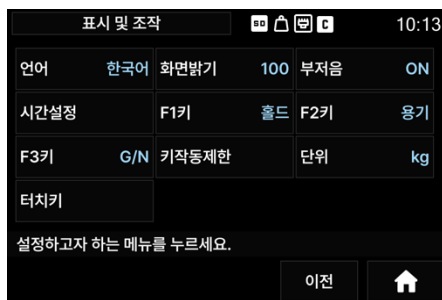 표시 및 조작 SD C 10:13
언어 한국어 화면밝기 100 부저음 ON
시간설정 F1키 홀드 F2키 용기
F3키 G/N 키작동제한 단위 kg
터치키
설정하고자 하는 메뉴를 누르세요.
이전